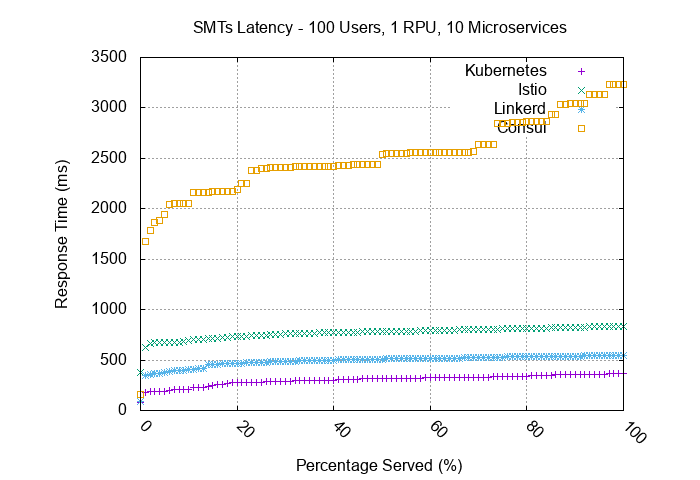 SMTs Latency - 100 Users, 1 RPU, 10 Microservices
3500
3000
2500
2000
1500
1000
500
0
Response Time (ms)
Kubernetes
Istio
Linkerd
Consul
0
20
40
60
80
100
Percentage Served (%)